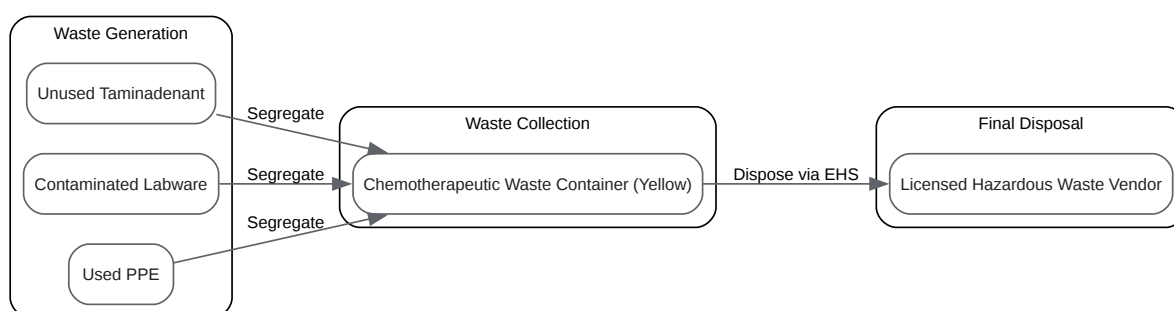 Waste Generation
Unused Taminadenant
Contaminated Labware
Used PPE
Segregate
Segregate
Segregate
Waste Collection
Chemotherapeutic Waste Container (Yellow)
Dispose via EHS
Final Disposal
Licensed Hazardous Waste Vendor